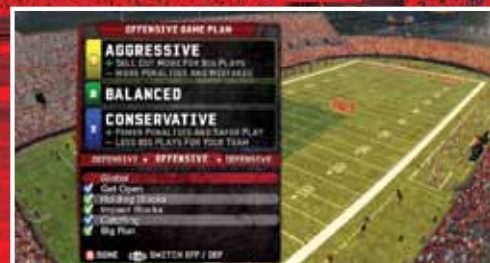 OFFENSIVE GAME PLAN
AGGRESSIVE
+ SELL OUT MORE FOR BIG PLAYS
- MORE PENALTIES AND MISTAKES
BALANCED
CONSERVATIVE
+ FEWER PENALTIES AND SAFER PLAY
- LESS BIG PLAYS FOR YOUR TEAM
DEFENSIVE • OFFENSIVE • DEFENSIVE
Global
Get Open
Holding Blocks
Impact Blocks
Catching
Big Run
DONE SWITCH OFF / DEF